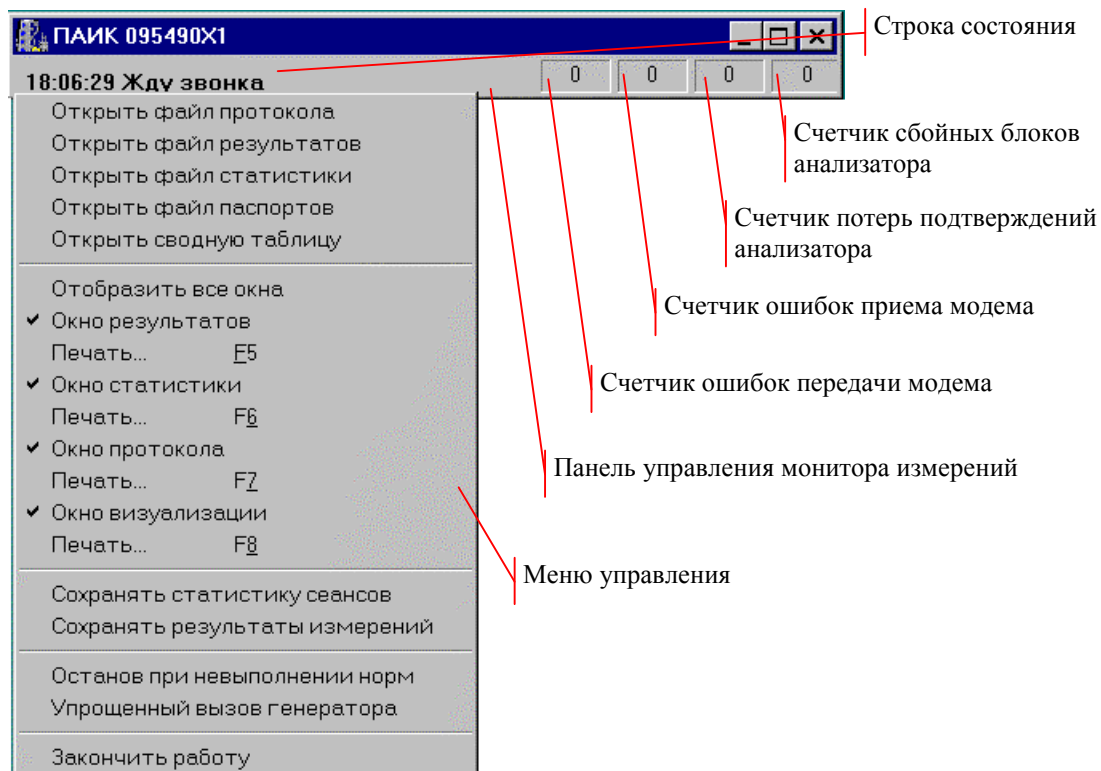 ПАИК 095490X1
Строка состояния
18:06:29 Жду звонка 0 0 0 0
Открыть файл протокола
Открыть файл результатов
Открыть файл статистики
Открыть файл паспортов
Открыть сводную таблицу
Отобразить все окна
Окно результатов
Печать... F5
Окно статистики
Печать... F6
Окно протокола
Печать... F7
Окно визуализации
Печать... F8
Сохранять статистику сеансов
Сохранять результаты измерений
Останов при невыполнении норм
Упрощенный вызов генератора
Закончить работу
Счетчик сбойных блоков
анализатора
Счетчик потерь подтверждений
анализатора
Счетчик ошибок приема модема
Счетчик ошибок передачи модема
Панель управления монитора измерений
Меню управления